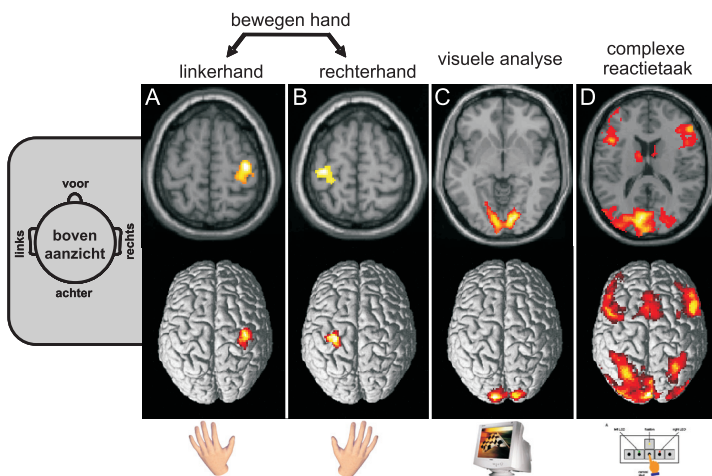 bewegen hand
linkerhand
rechterhand
visuele analyse
complexe
reactietaak
A
B
C
D
voor
links
boven
aanzicht
rechts
achter